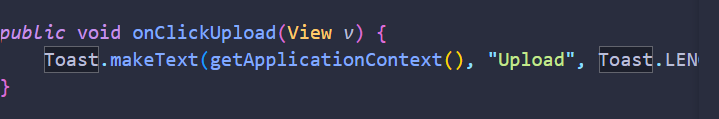 public void onClickUpload(View v) {
Toast.makeText(getApplicationContext(), "Upload", Toast.LEN
}